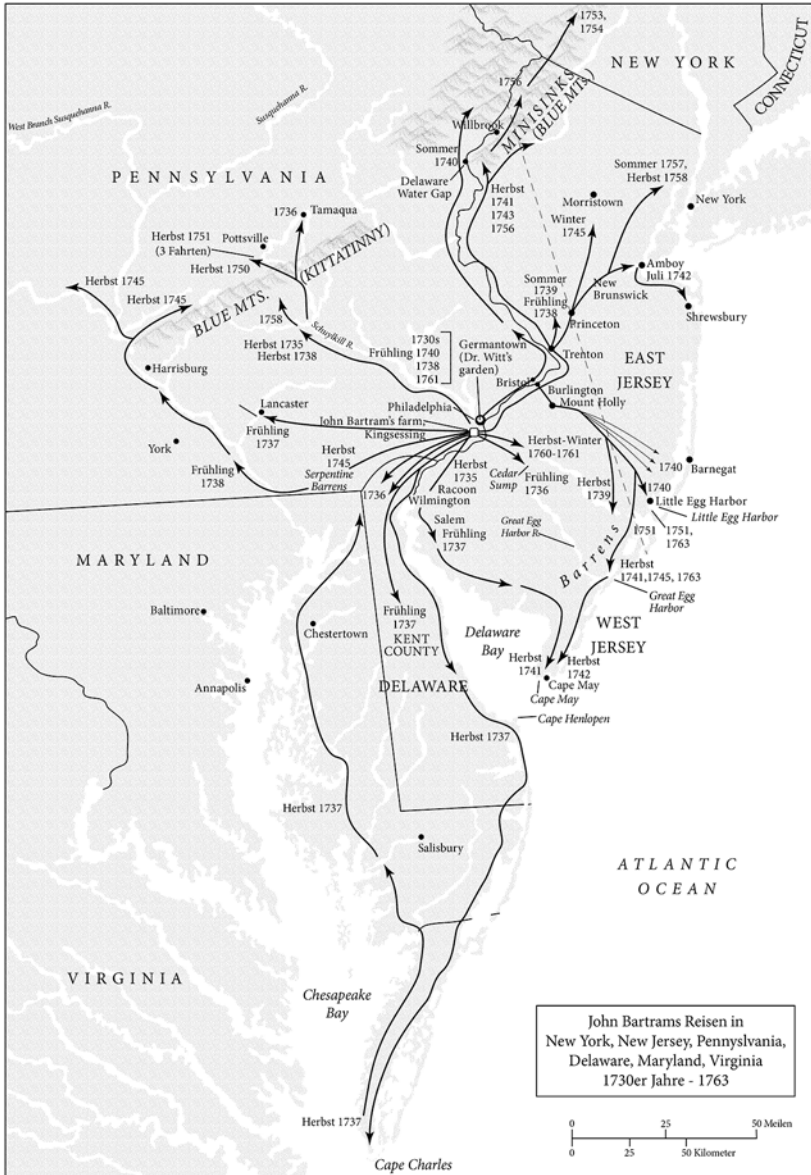 1753,
1754
NEW YORK
CONNECTICUT
1756
MINISINKS
(BLUE MTS)
West Branch Susquehanna R.
Susquehanna R.
Willbrook
Sommer
1740
Delaware
Water Gap
PENNSYLVANIA
Sommer 1757,
Herbst 1758
Herbst
1741
1743
1756
Morristown
Winter
1745
New York
1736
Tamaqua
Herbst 1751
(3 Fahrten)
Pottsville
Herbst 1750
(KITTATINNY)
BLUE MTS.
Herbst 1745
Herbst 1745
Amboy
Juli 1742
New
Brunswick
Shrewsbury
Sommer
1739
Frühling
1738
Princeton
1758
Schuylkill R.
Herbst 1735
Herbst 1738
1730s
Frühling 1740
1738
1761
Germantown
(Dr. Witt's
garden)
Trenton
EAST
JERSEY
Harrisburg
Bristol
Burlington
Mount Holly
Lancaster
Philadelphia
John Bartram's farm,
Kingsessing
Frühling
1737
York
Herbst
1745
Serpentine
Barrens
Frühling
1738
Herbst-Winter
1760-1761
Herbst
1735
Cedar
Sump
Frühling
1736
1740
Barnegat
Herbst
1739
1740
Little Egg Harbor
Little Egg Harbor
1736
Racoon
Wilmington
Salem
Frühling
1737
Great Egg
Harbor R.
1751
1751,
1763
Barrens
MARYLAND
Herbst
1741,1745, 1763
Great Egg
Harbor
Baltimore
Chestertown
Frühling
1737
KENT
COUNTY
Delaware
Bay
WEST
JERSEY
Annapolis
DELAWARE
Herbst
1741
Herbst
1742
Cape May
Cape May
Cape Henlopen
Herbst 1737
Herbst 1737
Salisbury
ATLANTIC
OCEAN
VIRGINIA
Chesapeake
Bay
John Bartrams Reisen in
New York, New Jersey, Pennyslvania,
Delaware, Maryland, Virginia
1730er Jahre - 1763
Herbst 1737
0 25 50 Meilen
0 25 50 Kilometer
Cape Charles